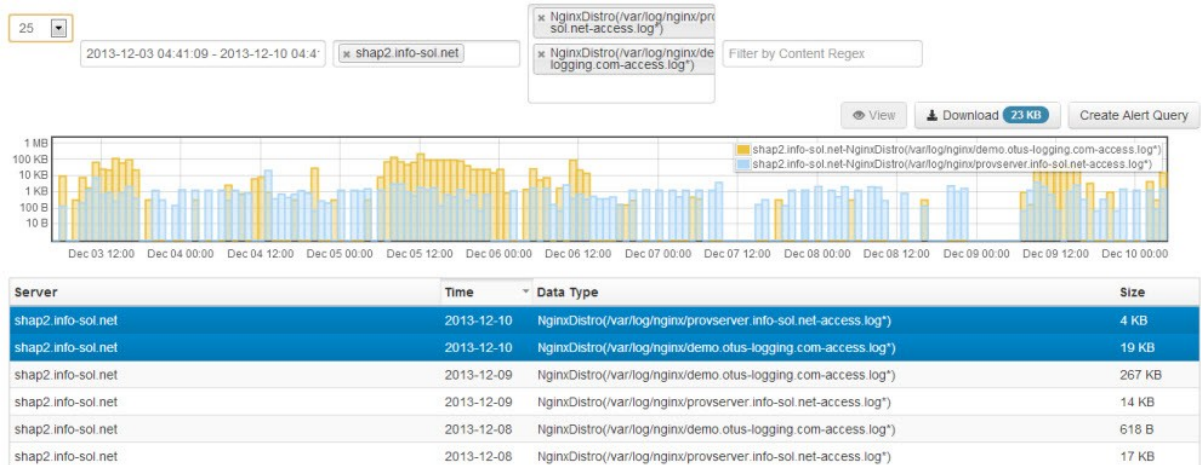 25
2013-12-03 04:41:09 - 2013-12-10 04:4
× shap2.info-sol.net
× NginxDistro(/var/log/nginx/pro
sol.net-access.log*)
× NginxDistro(/var/log/nginx/de
logging.com-access.log*)
Filter by Content Regex
View
Download 23 KB
Create Alert Query
1 MB
100 KB
10 KB
1 KB
100 B
10 B
shap2.info-sol.net-NginxDistro(/var/log/nginx/demo.otus-logging.com-access.log*)
shap2.info-sol.net-NginxDistro(/var/log/nginx/provserver.info-sol.net-access.log*)
Dec 03 12:00 Dec 04 00:00 Dec 04 12:00 Dec 05 00:00 Dec 05 12:00 Dec 06 00:00 Dec 06 12:00 Dec 07 00:00 Dec 07 12:00 Dec 08 00:00 Dec 08 12:00 Dec 09 00:00 Dec 09 12:00 Dec 10 00:00
Server Time Data Type Size
shap2.info-sol.net 2013-12-10 NginxDistro(/var/log/nginx/provserver.info-sol.net-access.log*) 4 KB
shap2.info-sol.net 2013-12-10 NginxDistro(/var/log/nginx/demo.otus-logging.com-access.log*) 19 KB
shap2.info-sol.net 2013-12-09 NginxDistro(/var/log/nginx/demo.otus-logging.com-access.log*) 267 KB
shap2.info-sol.net 2013-12-09 NginxDistro(/var/log/nginx/provserver.info-sol.net-access.log*) 14 KB
shap2.info-sol.net 2013-12-08 NginxDistro(/var/log/nginx/demo.otus-logging.com-access.log*) 618 B
shap2.info-sol.net 2013-12-08 NginxDistro(/var/log/nginx/provserver.info-sol.net-access.log*) 17 KB